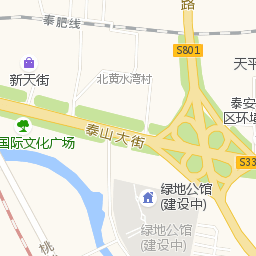 泰肥线
路
S801
新天街
北黄水湾村
天平
泰安
区环
S33
泰山大街
国际文化广场
绿地公馆
(建设中)
绿地公馆
(建设中)
桃